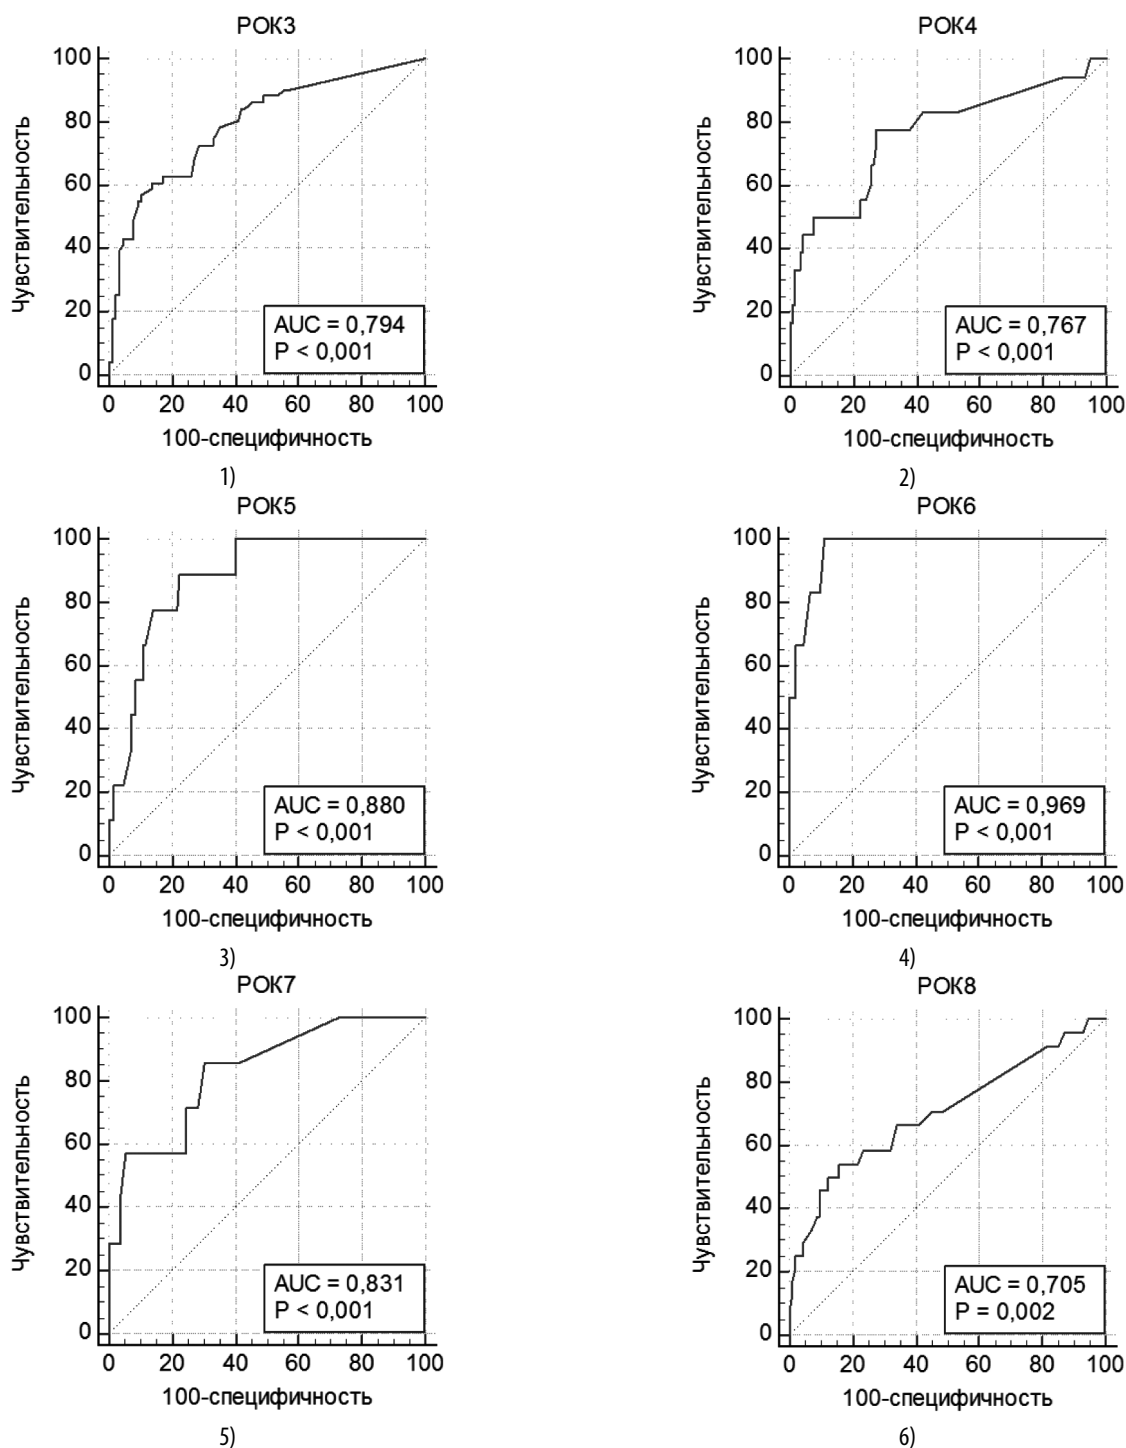 РОК3
100
80
60
40
20
0
Чувствительность
AUC = 0,794
P < 0,001
0 20 40 60 80 100
100-специфичность
1)
РОК4
100
80
60
40
20
0
Чувствительность
AUC = 0,767
P < 0,001
0 20 40 60 80 100
100-специфичность
2)
РОК5
100
80
60
40
20
0
Чувствительность
AUC = 0,880
P < 0,001
0 20 40 60 80 100
100-специфичность
3)
РОК6
100
80
60
40
20
0
Чувствительность
AUC = 0,969
P < 0,001
0 20 40 60 80 100
100-специфичность
4)
РОК7
100
80
60
40
20
0
Чувствительность
AUC = 0,831
P < 0,001
0 20 40 60 80 100
100-специфичность
5)
РОК8
100
80
60
40
20
0
Чувствительность
AUC = 0,705
P = 0,002
0 20 40 60 80 100
100-специфичность
6)